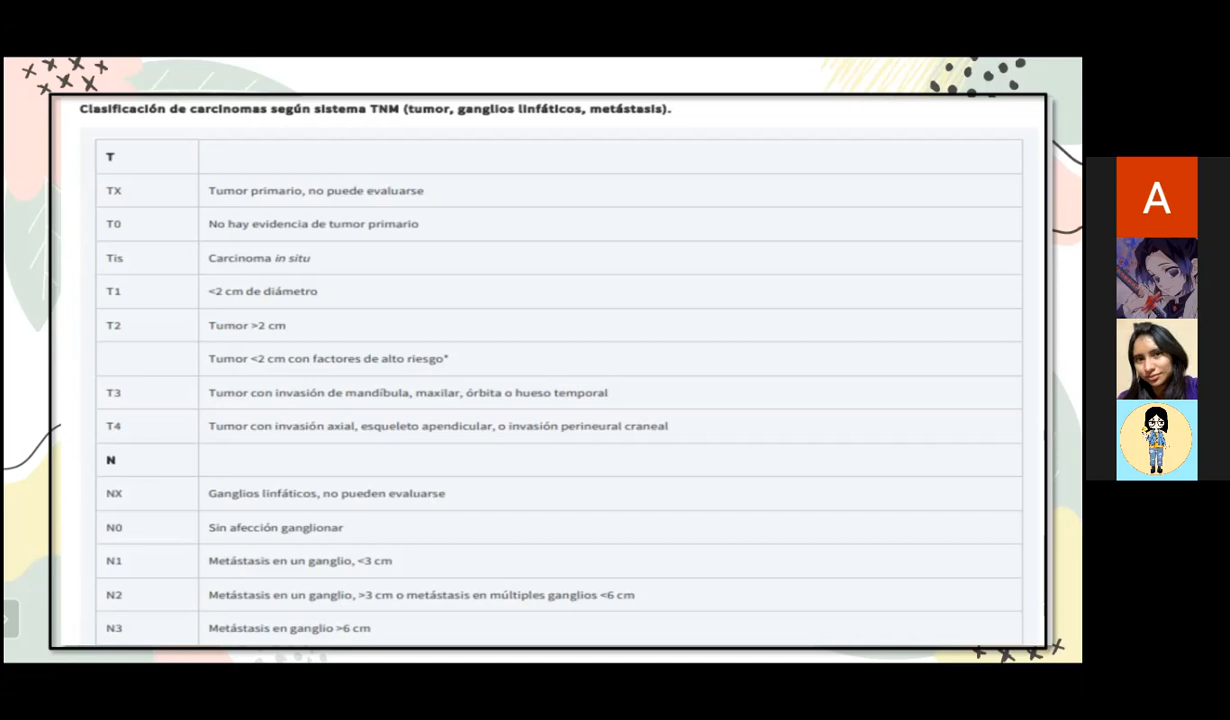 Clasificación de carcinomas según sistema TNM (tumor, ganglios linfáticos, metástasis).
T
TX Tumor primario, no puede evaluarse
T0 No hay evidencia de tumor primario
Tis Carcinoma in situ
T1 <2 cm de diámetro
T2 Tumor >2 cm
Tumor <2 cm con factores de alto riesgo*
T3 Tumor con invasión de mandíbula, maxilar, órbita o hueso temporal
T4 Tumor con invasión axial, esqueleto apendicular, o invasión perineural craneal
N
NX Ganglios linfáticos, no pueden evaluarse
N0 Sin afección ganglionar
N1 Metástasis en un ganglio, <3 cm
N2 Metástasis en un ganglio, >3 cm o metástasis en múltiples ganglios <6 cm
N3 Metástasis en ganglio >6 cm
A